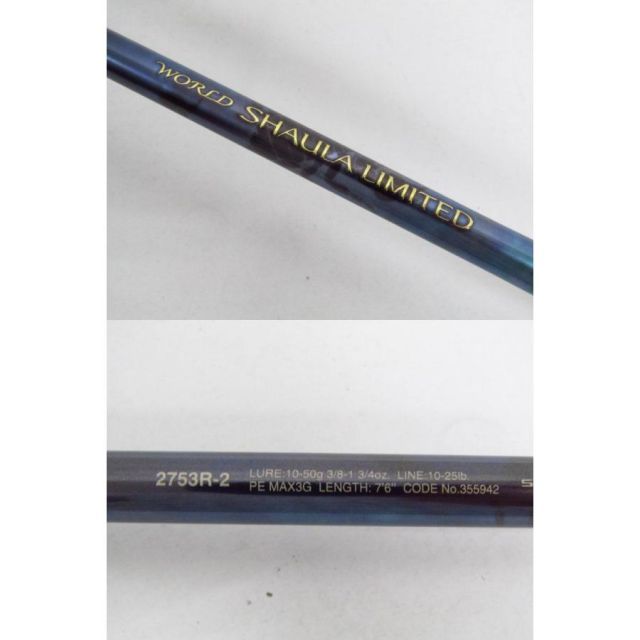 WORLD SHAULA LIMITED
2753R-2 LURE:10-50g 3/8-1 3/4oz. LINE:10-25lb.
PE MAX3G LENGTH: 7'6" CODE No.355942